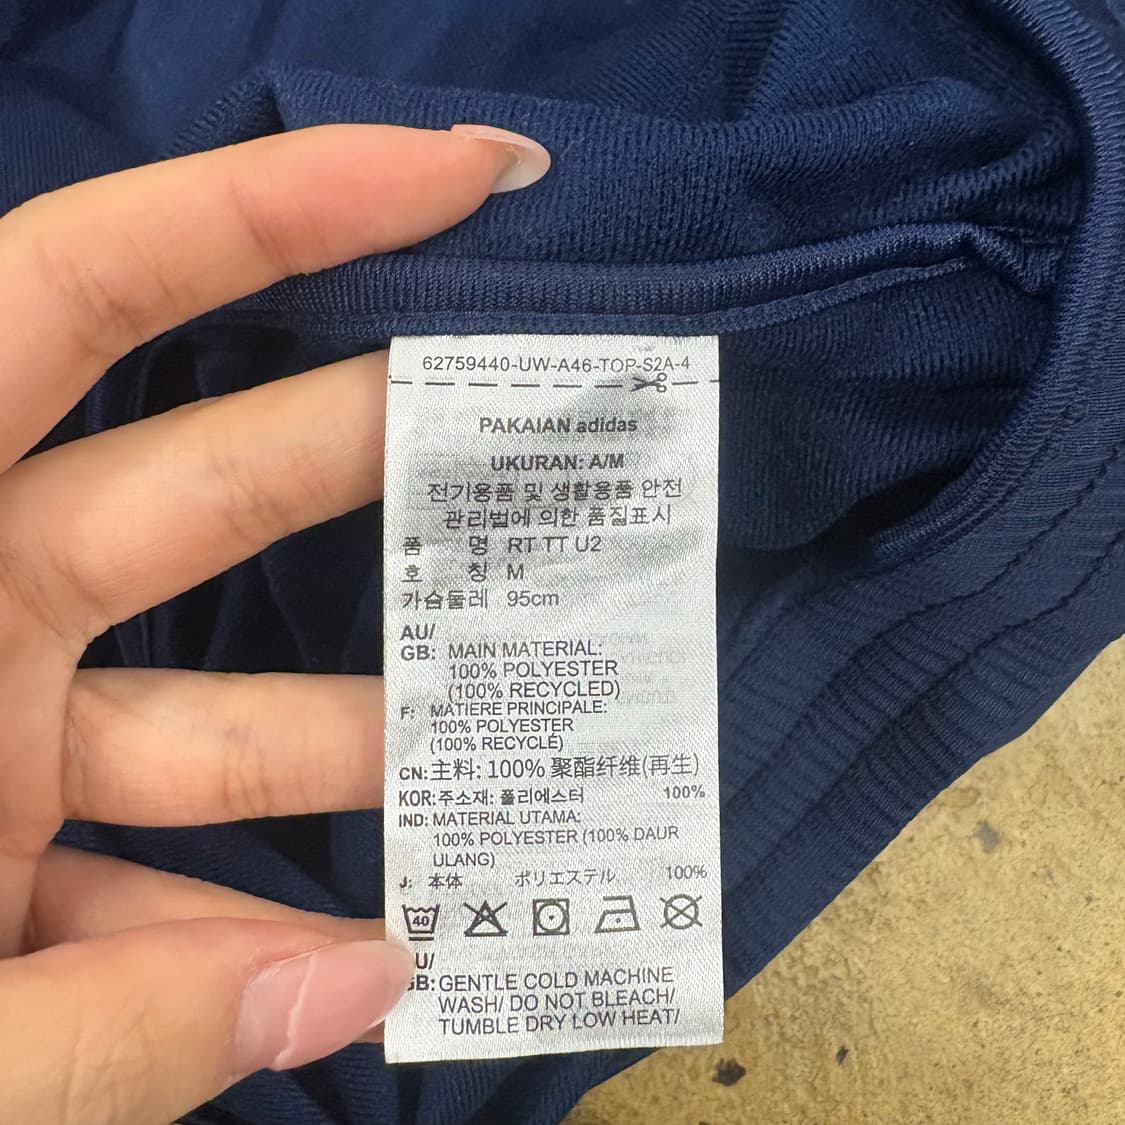 62759440-UW-A46-TOP-S2A-4
PAKAIAN adidas
UKURAN: A/M
전기용품 및 생활용품 안전
관리법에 의한 품질표시
품 명 RT TT U2
호 칭 M
가슴둘레 95cm
AU/
GB: MAIN MATERIAL:
100% POLYESTER
(100% RECYCLED)
F: MATIERE PRINCIPALE:
100% POLYESTER
(100% RECYCLÉ)
CN: 主料: 100% 聚酯纤维(再生)
KOR: 주소재: 폴리에스터 100%
IND: MATERIAL UTAMA:
100% POLYESTER (100% DAUR
ULANG)
J: 本体 ポリエステル 100%
40
U/
GB: GENTLE COLD MACHINE
WASH/ DO NOT BLEACH/
TUMBLE DRY LOW HEAT/